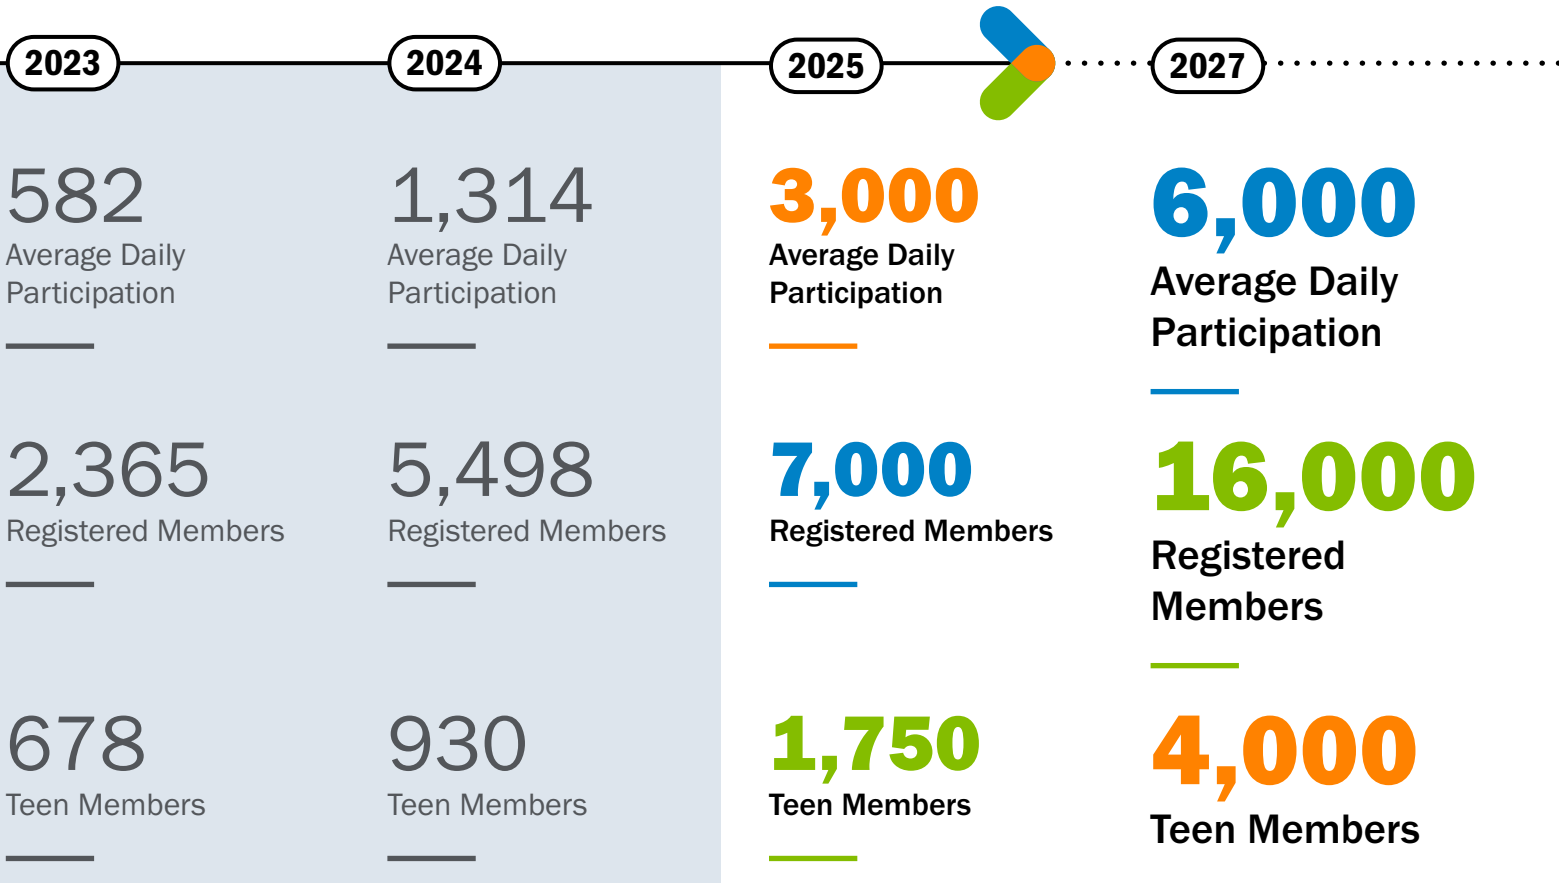 2023
2024
2025
2027
582
Average Daily
Participation
1,314
Average Daily
Participation
3,000
Average Daily
Participation
6,000
Average Daily
Participation
2,365
Registered Members
5,498
Registered Members
7,000
Registered Members
16,000
Registered
Members
678
Teen Members
930
Teen Members
1,750
Teen Members
4,000
Teen Members